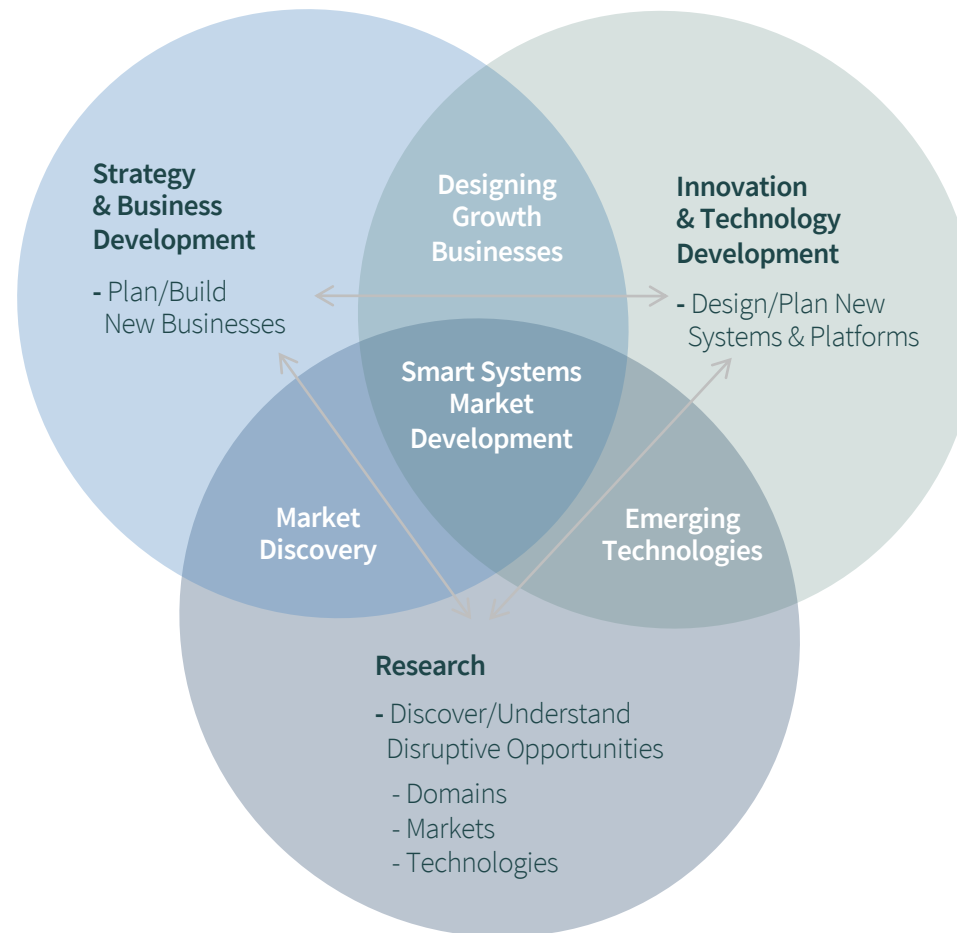 Strategy
& Business
Development
- Plan/Build
New Businesses
Designing
Growth
Businesses
Innovation
& Technology
Development
- Design/Plan New
Systems & Platforms
Smart Systems
Market
Development
Market
Discovery
Emerging
Technologies
Research
- Discover/Understand
Disruptive Opportunities
- Domains
- Markets
- Technologies